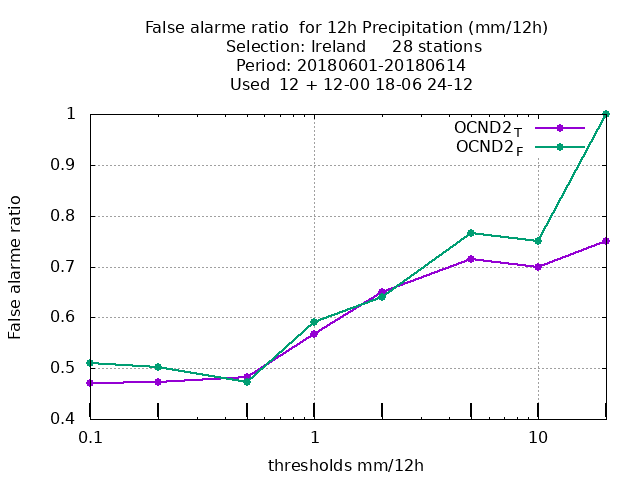 False alarme ratio  for 12h Precipitation (mm/12h)
Selection: Ireland     28 stations
Period: 20180601-20180614
Used  12 + 12-00 18-06 24-12
OCND2T
OCND2F
1
0.9
0.8
0.7
0.6
0.5
0.4
False alarme ratio
0.1 1 10
thresholds mm/12h